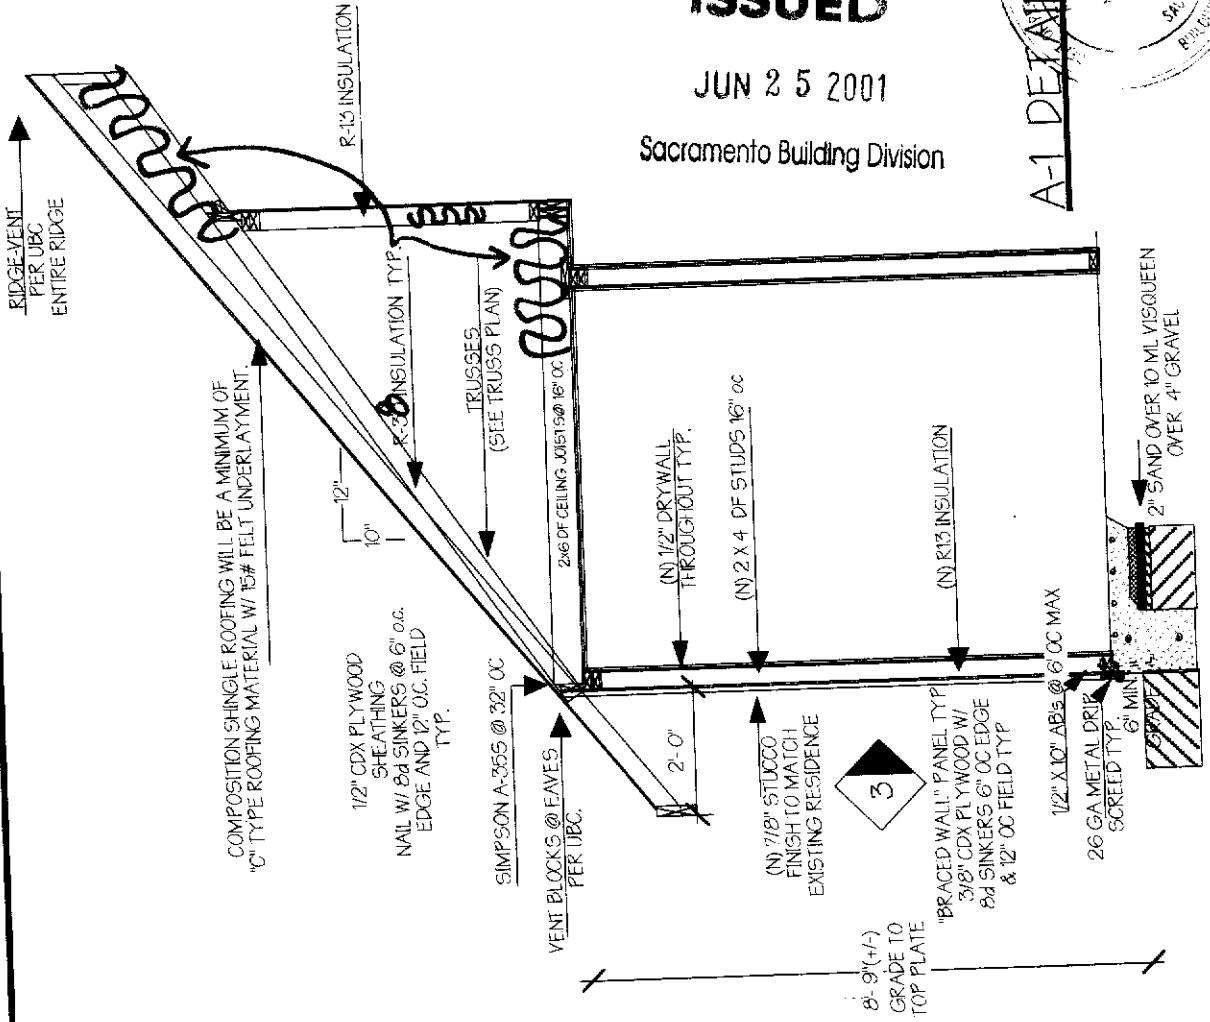 ISSUED
JUN 25 2001
Sacramento Building Division
A-1 DETAIL
RIDGE-VENT
PER UBC
ENTIRE RIDGE
R-13 INSULATION
COMPOSITION SHINGLE ROOFING WILL BE A MINIMUM OF
"C" TYPE ROOFING MATERIAL W/ 15# FELT UNDERLAYMENT.
12"
10"
R-38 INSULATION TYP.
TRUSSES
(SEE TRUSS PLAN)
1/2" CDX PLYWOOD
SHEATHING
NAIL W/ 8d SINKERS @ 6" o.c.
EDGE AND 12" O.C. FIELD
TYP.
2x6 DF CEILING JOISTS @ 16" OC
SIMPSON A-35S @ 32" OC
VENT BLOCKS @ EAVES
PER UBC.
2'-0"
(N) 1/2" DRYWALL
THROUGHOUT TYP.
(N) 2 X 4 DF STUDS 16" oc
(N) R13 INSULATION
(N) 7/8" STUCCO
FINISH TO MATCH
EXISTING RESIDENCE
3
"BRACED WALL" PANEL TYP
3/8" CDX PLYWOOD W/
8d SINKERS 6" OC EDGE
& 12" OC FIELD TYP
1/2" X 10" ABs @ 6' OC MAX
26 GA METAL DRIP
SCREED TYP.
6" MIN
GRADE
2" SAND OVER 10 ML VISQUEEN
OVER 4" GRAVEL
8'-9"(+/-)
GRADE TO
TOP PLATE